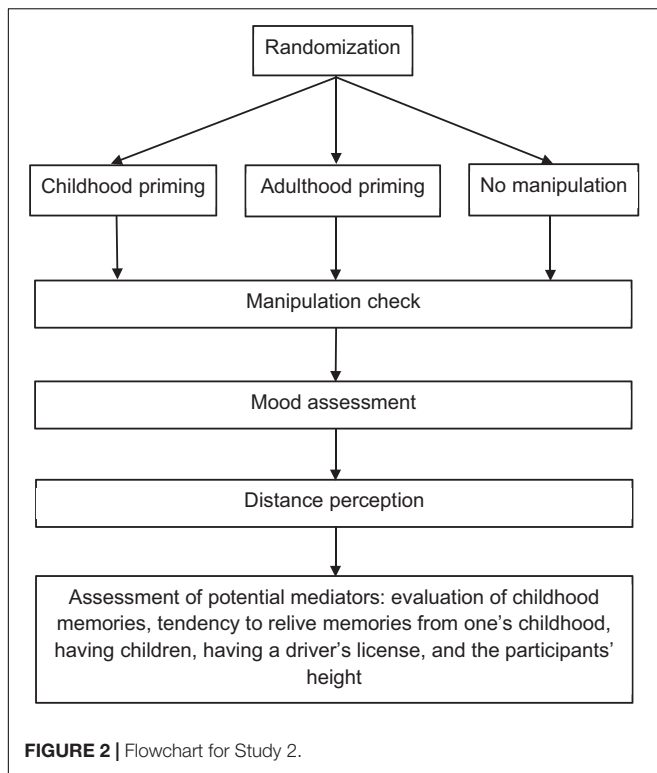 Randomization
Childhood priming
Adulthood priming
No manipulation
Manipulation check
Mood assessment
Distance perception
Assessment of potential mediators: evaluation of childhood
memories, tendency to relive memories from one’s childhood,
having children, having a driver’s license, and the participants’
height
FIGURE 2 | Flowchart for Study 2.